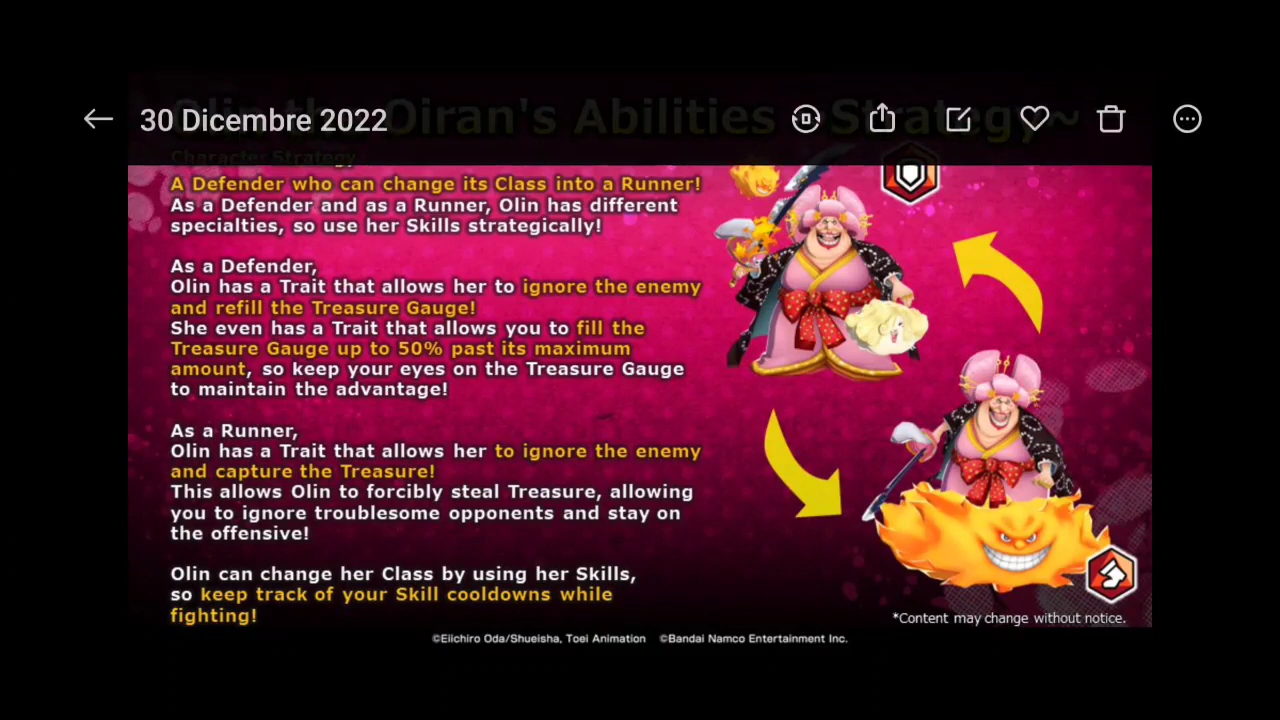 Olin the Oiran's Abilities ~ Strategy ~
30 Dicembre 2022
Character Strategy
A Defender who can change its Class into a Runner!
As a Defender and as a Runner, Olin has different
specialties, so use her Skills strategically!
As a Defender,
Olin has a Trait that allows her to ignore the enemy
and refill the Treasure Gauge!
She even has a Trait that allows you to fill the
Treasure Gauge up to 50% past its maximum
amount, so keep your eyes on the Treasure Gauge
to maintain the advantage!
As a Runner,
Olin has a Trait that allows her to ignore the enemy
and capture the Treasure!
This allows Olin to forcibly steal Treasure, allowing
you to ignore troublesome opponents and stay on
the offensive!
Olin can change her Class by using her Skills,
so keep track of your Skill cooldowns while
fighting!
*Content may change without notice.
©Eiichiro Oda/Shueisha, Toei Animation ©Bandai Namco Entertainment Inc.